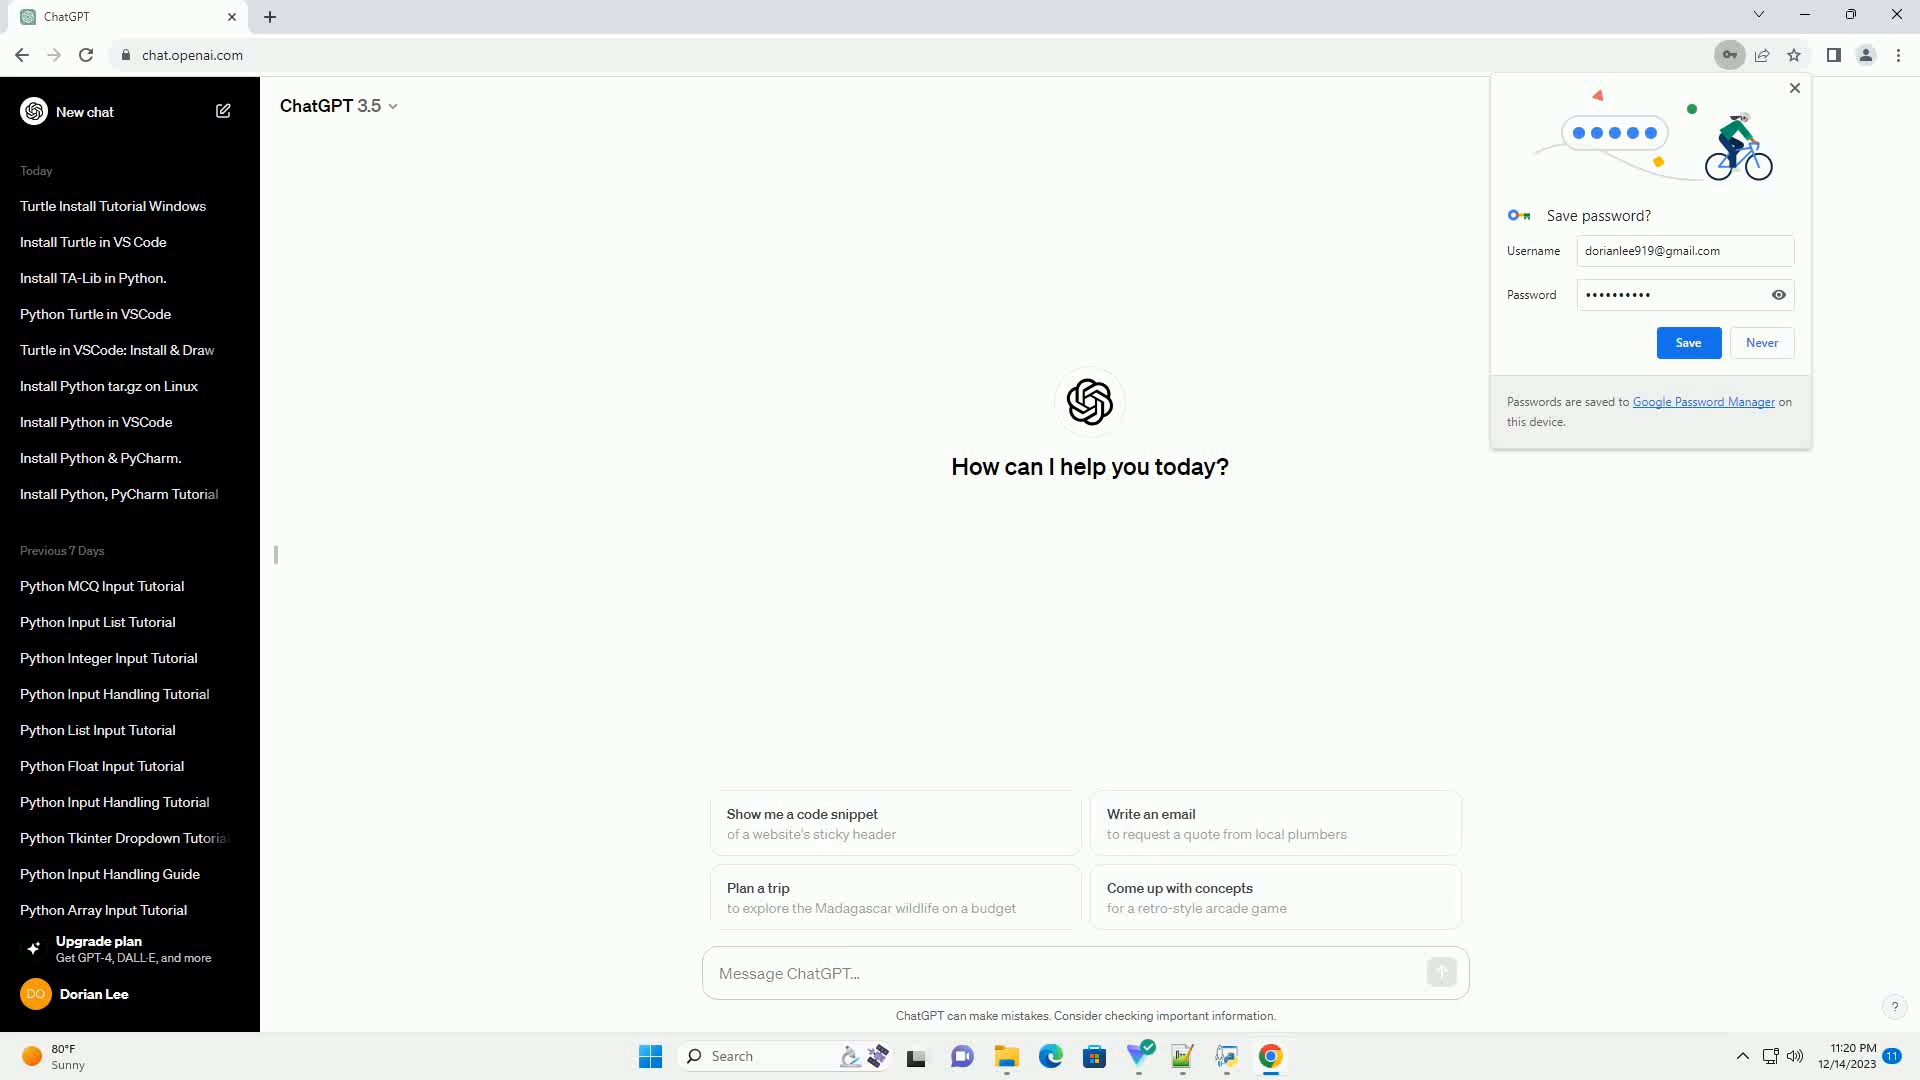 ChatGPT
chat.openai.com
New chat
Today
Turtle Install Tutorial Windows
Install Turtle in VS Code
Install TA-Lib in Python.
Python Turtle in VSCode
Turtle in VSCode: Install & Draw
Install Python tar.gz on Linux
Install Python in VSCode
Install Python & PyCharm.
Install Python, PyCharm Tutorial
Previous 7 Days
Python MCQ Input Tutorial
Python Input List Tutorial
Python Integer Input Tutorial
Python Input Handling Tutorial
Python List Input Tutorial
Python Float Input Tutorial
Python Input Handling Tutorial
Python Tkinter Dropdown Tutorial
Python Input Handling Guide
Python Array Input Tutorial
Upgrade plan
Get GPT-4, DALL·E, and more
DO
Dorian Lee
ChatGPT 3.5
How can I help you today?
Show me a code snippet
of a website's sticky header
Write an email
to request a quote from local plumbers
Plan a trip
to explore the Madagascar wildlife on a budget
Come up with concepts
for a retro-style arcade game
Message ChatGPT...
ChatGPT can make mistakes. Consider checking important information.
?
Save password?
Username dorianlee919@gmail.com
Password ••••••••••
Save Never
Passwords are saved to Google Password Manager on
this device.
80°F
Sunny
Search
11:20 PM
12/14/2023
11